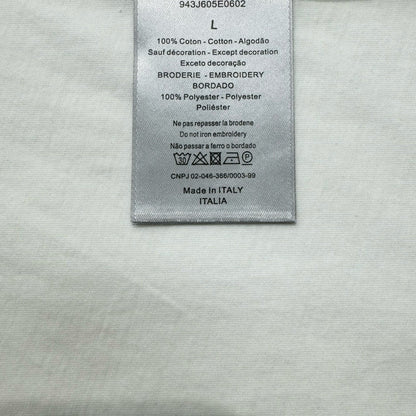 943J605E0602
L
100% Coton - Cotton - Algodão
Sauf décoration - Except decoration
Exceto decoração
BRODERIE - EMBROIDERY
BORDADO
100% Polyester - Polyester
Poliéster
Ne pas repasser la brodene
Do not iron embroidery
Não passar a ferro o bordado
30
P
CNPJ 02-046-366/0003-99
Made In ITALY
ITALIA